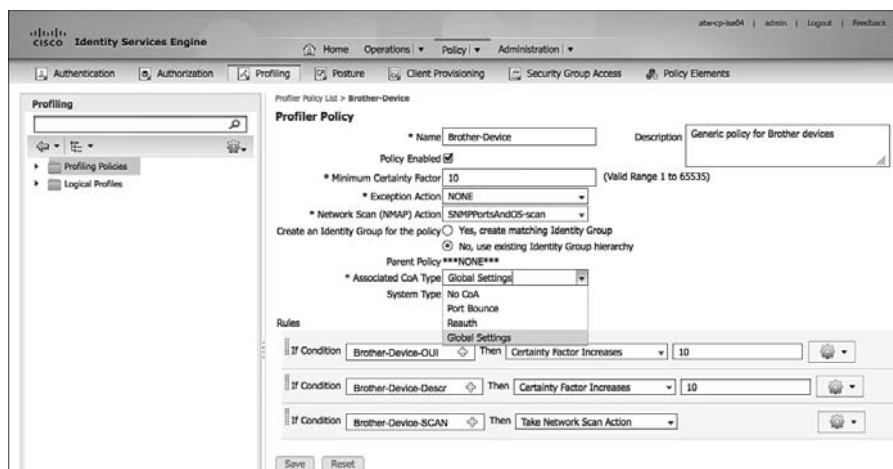 atw-cp-ise04 | admin | Logout | Feedback
cisco Identity Services Engine
Home Operations | Policy | Administration |
Authentication Authorization Profiling Posture Client Provisioning Security Group Access Policy Elements
Profiling
Profiling Policies
Logical Profiles
Profiler Policy List > Brother-Device
Profiler Policy
* Name Brother-Device Description Generic policy for Brother devices
Policy Enabled
* Minimum Certainty Factor 10 (Valid Range 1 to 65535)
* Exception Action NONE
* Network Scan (NMAP) Action SNMPPortsAndOS-scan
Create an Identity Group for the policy Yes, create matching Identity Group
No, use existing Identity Group hierarchy
Parent Policy ***NONE***
* Associated CoA Type Global Settings
System Type No CoA
Port Bounce
Reauth
Global Settings
Rules
If Condition Brother-Device-OUI Then Certainty Factor Increases 10
If Condition Brother-Device-Descr Then Certainty Factor Increases 10
If Condition Brother-Device-SCAN Then Take Network Scan Action
Save Reset